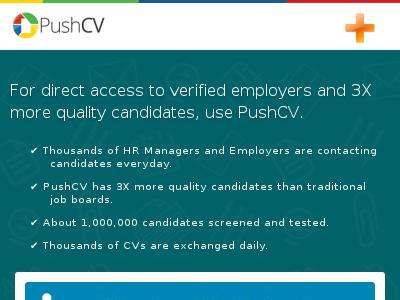 PushCV
For direct access to verified employers and 3X
more quality candidates, use PushCV.
✔ Thousands of HR Managers and Employers are contacting
candidates everyday.
✔ PushCV has 3X more quality candidates than traditional
job boards.
✔ About 1,000,000 candidates screened and tested.
✔ Thousands of CVs are exchanged daily.